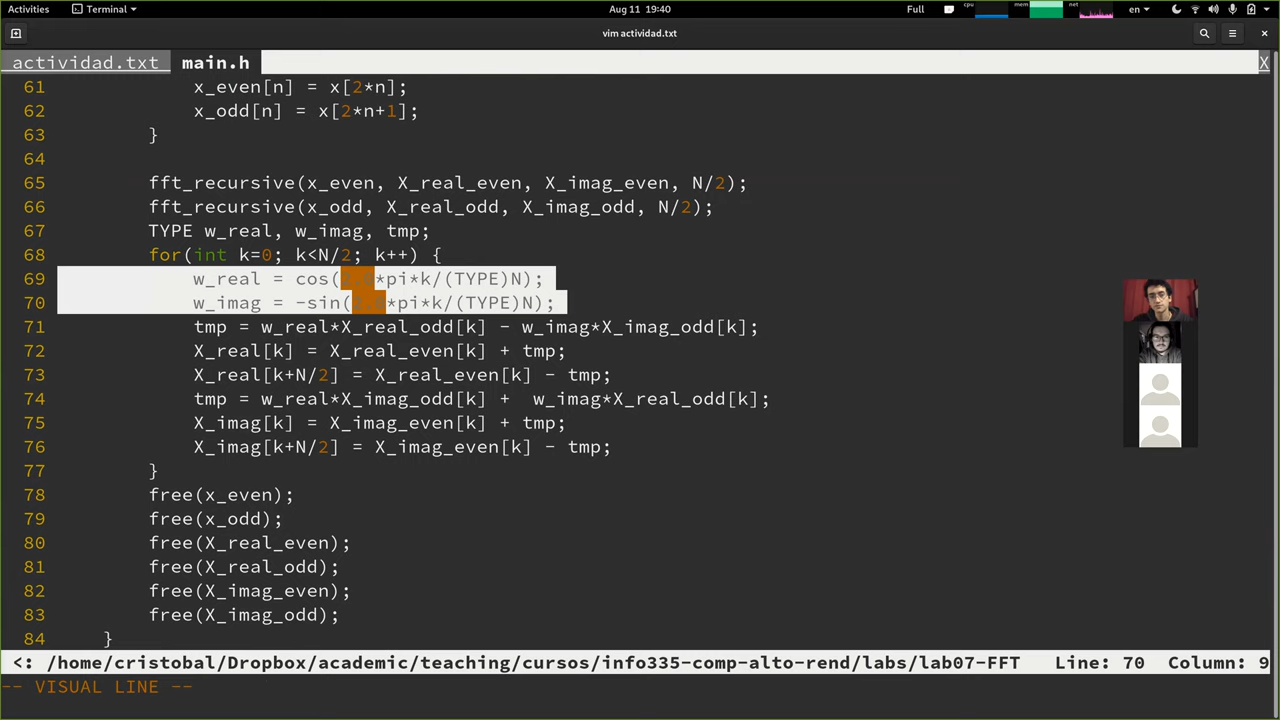 Activities
Terminal
Aug 11 19:40
Full
cpu
mem
net
en
vim actividad.txt
actividad.txt main.h X
61 x_even[n] = x[2*n];
62 x_odd[n] = x[2*n+1];
63 }
64
65 fft_recursive(x_even, X_real_even, X_imag_even, N/2);
66 fft_recursive(x_odd, X_real_odd, X_imag_odd, N/2);
67 TYPE w_real, w_imag, tmp;
68 for(int k=0; k<N/2; k++) {
69 w_real = cos( *pi*k/(TYPE)N);
70 w_imag = -sin( *pi*k/(TYPE)N);
71 tmp = w_real*X_real_odd[k] - w_imag*X_imag_odd[k];
72 X_real[k] = X_real_even[k] + tmp;
73 X_real[k+N/2] = X_real_even[k] - tmp;
74 tmp = w_real*X_imag_odd[k] +  w_imag*X_real_odd[k];
75 X_imag[k] = X_imag_even[k] + tmp;
76 X_imag[k+N/2] = X_imag_even[k] - tmp;
77 }
78 free(x_even);
79 free(x_odd);
80 free(X_real_even);
81 free(X_real_odd);
82 free(X_imag_even);
83 free(X_imag_odd);
84 }
<: /home/cristobal/Dropbox/academic/teaching/cursos/info335-comp-alto-rend/labs/lab07-FFT Line: 70 Column: 9
-- VISUAL LINE --